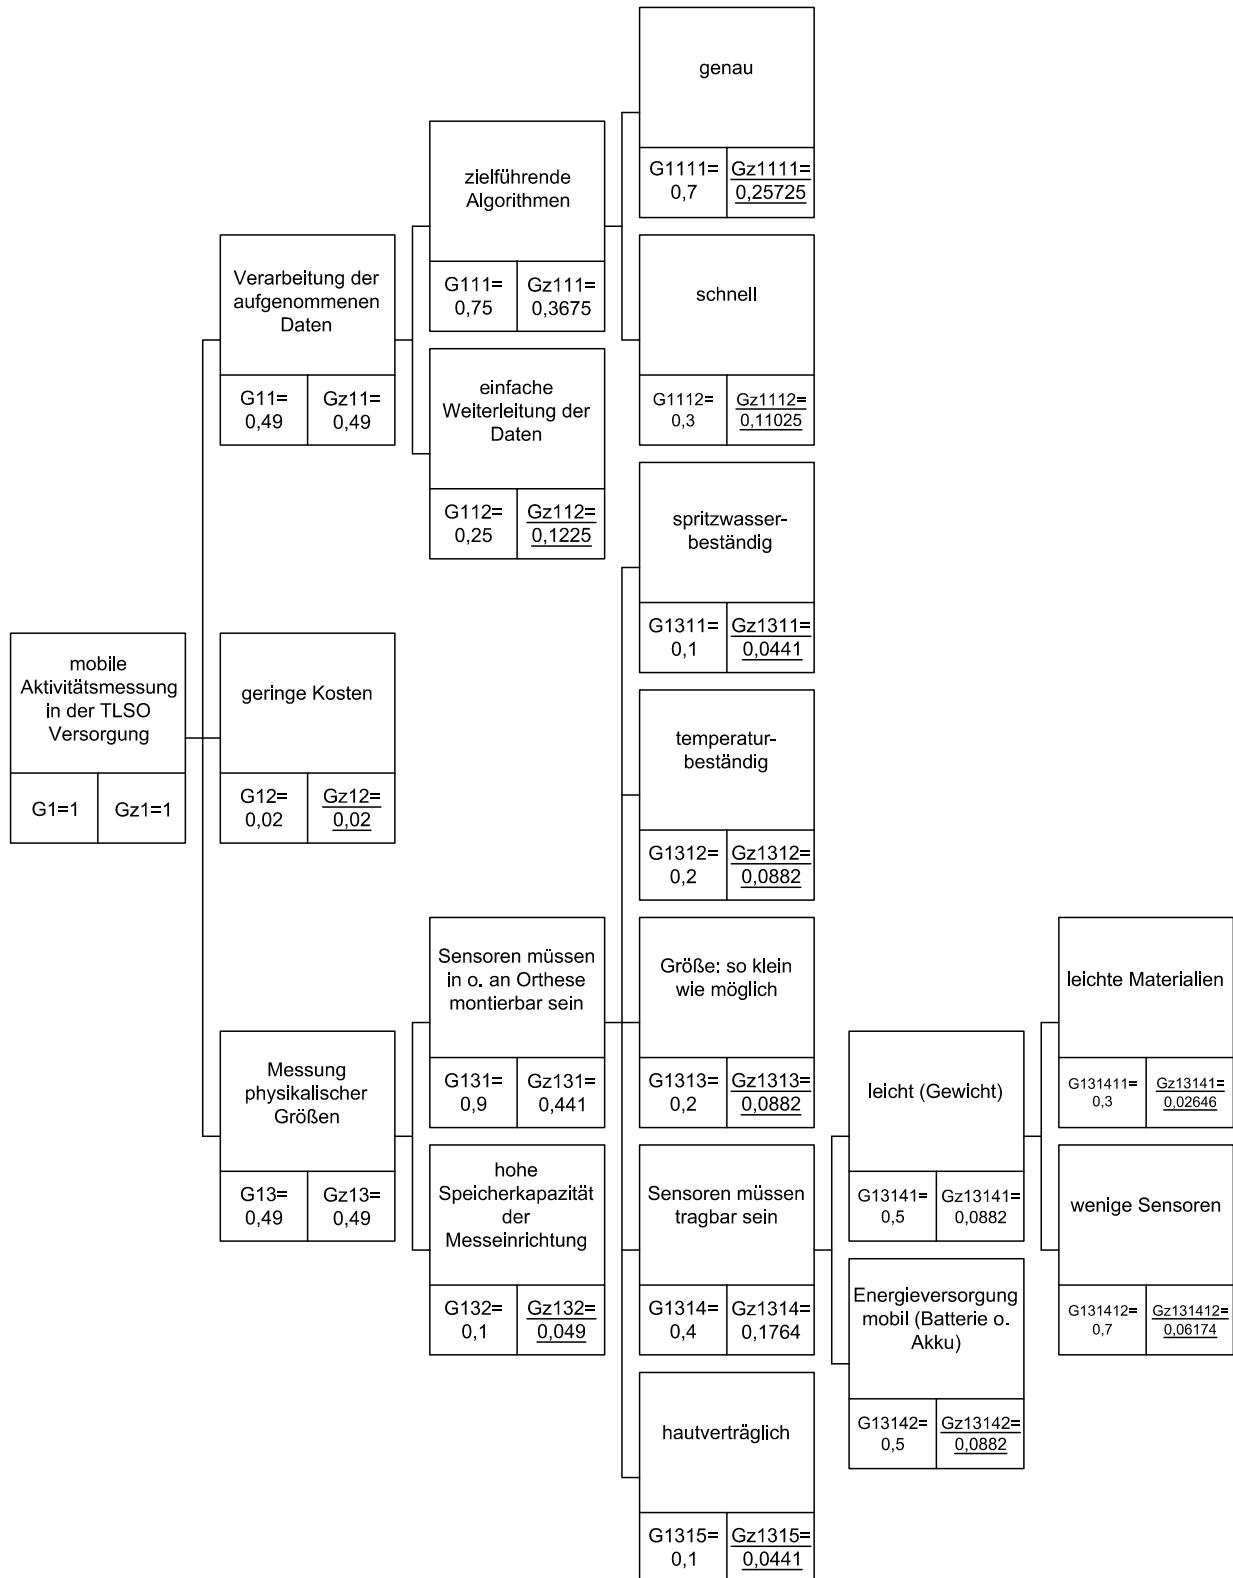 genau
G1111=
0,7
Gz1111=
0,25725
zielführende
Algorithmen
G111=
0,75
Gz111=
0,3675
schnell
G1112=
0,3
Gz1112=
0,11025
Verarbeitung der
aufgenommenen
Daten
G11=
0,49
Gz11=
0,49
einfache
Weiterleitung der
Daten
G112=
0,25
Gz112=
0,1225
spritzwasser-
beständig
G1311=
0,1
Gz1311=
0,0441
mobile
Aktivitätsmessung
in der TLSO
Versorgung
G1=1
Gz1=1
geringe Kosten
G12=
0,02
Gz12=
0,02
temperatur-
beständig
G1312=
0,2
Gz1312=
0,0882
Sensoren müssen
in o. an Orthese
montierbar sein
G131=
0,9
Gz131=
0,441
Größe: so klein
wie möglich
G1313=
0,2
Gz1313=
0,0882
leichte Materialien
G131411=
0,3
Gz13141=
0,02646
Messung
physikalischer
Größen
G13=
0,49
Gz13=
0,49
leicht (Gewicht)
G13141=
0,5
Gz13141=
0,0882
hohe
Speicherkapazität
der
Messeinrichtung
G132=
0,1
Gz132=
0,049
Sensoren müssen
tragbar sein
G1314=
0,4
Gz1314=
0,1764
wenige Sensoren
G131412=
0,7
Gz131412=
0,06174
Energieversorgung
mobil (Batterie o.
Akku)
G13142=
0,5
Gz13142=
0,0882
hautverträglich
G1315=
0,1
Gz1315=
0,0441